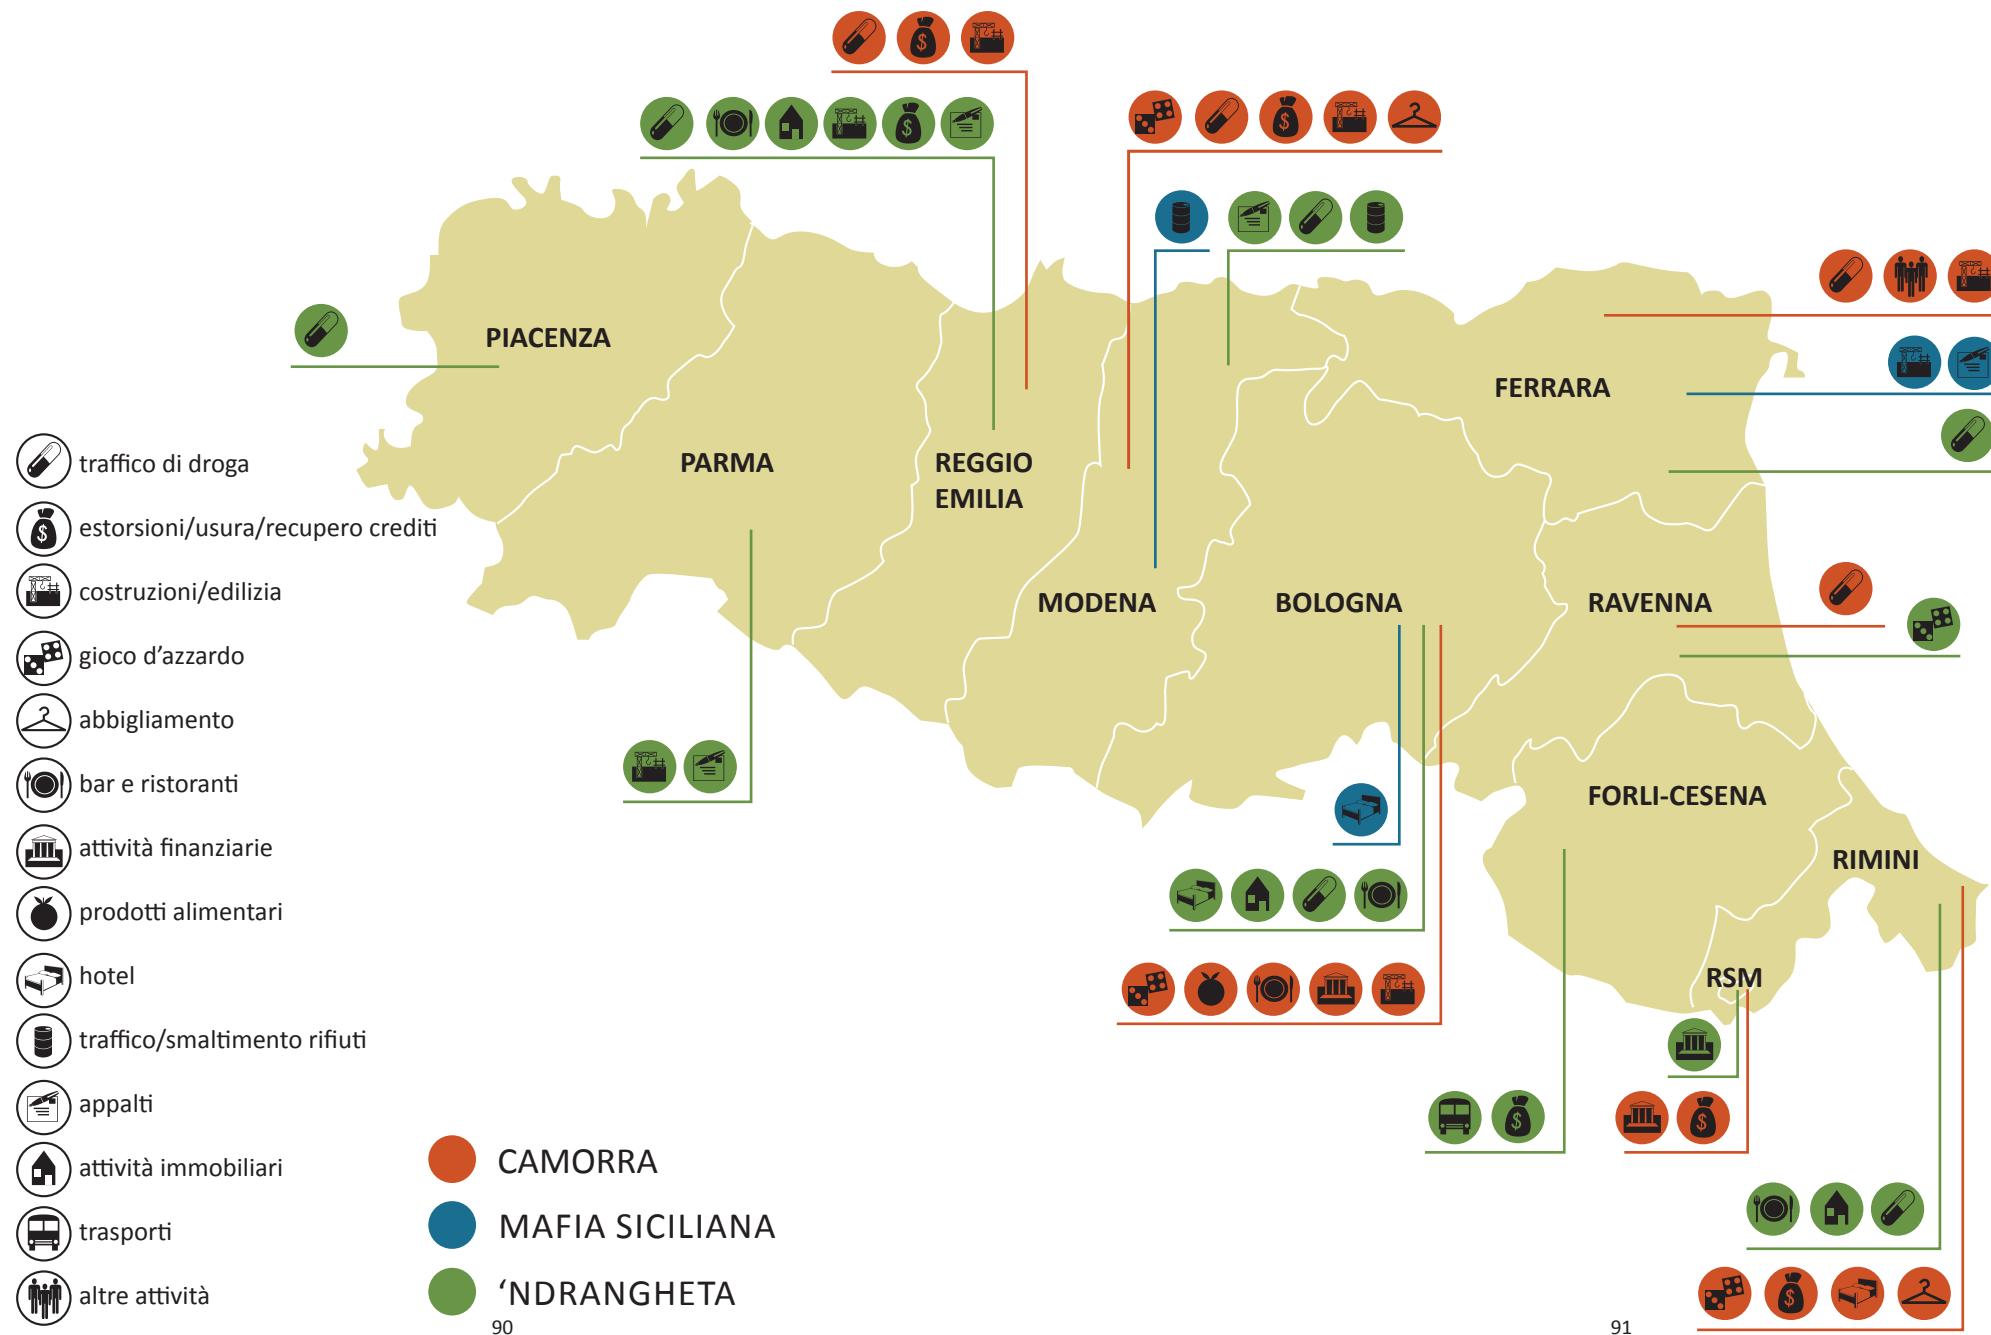 PIACENZA
PARMA
REGGIO
EMILIA
MODENA
BOLOGNA
FERRARA
RAVENNA
FORLI-CESENA
RIMINI
RSM
traffico di droga
estorsioni/usura/recupero crediti
costruzioni/edilizia
gioco d’azzardo
abbigliamento
bar e ristoranti
attività finanziarie
prodotti alimentari
hotel
traffico/smaltimento rifiuti
appalti
attività immobiliari
trasporti
altre attività
CAMORRA
MAFIA SICILIANA
‘NDRANGHETA
90
91